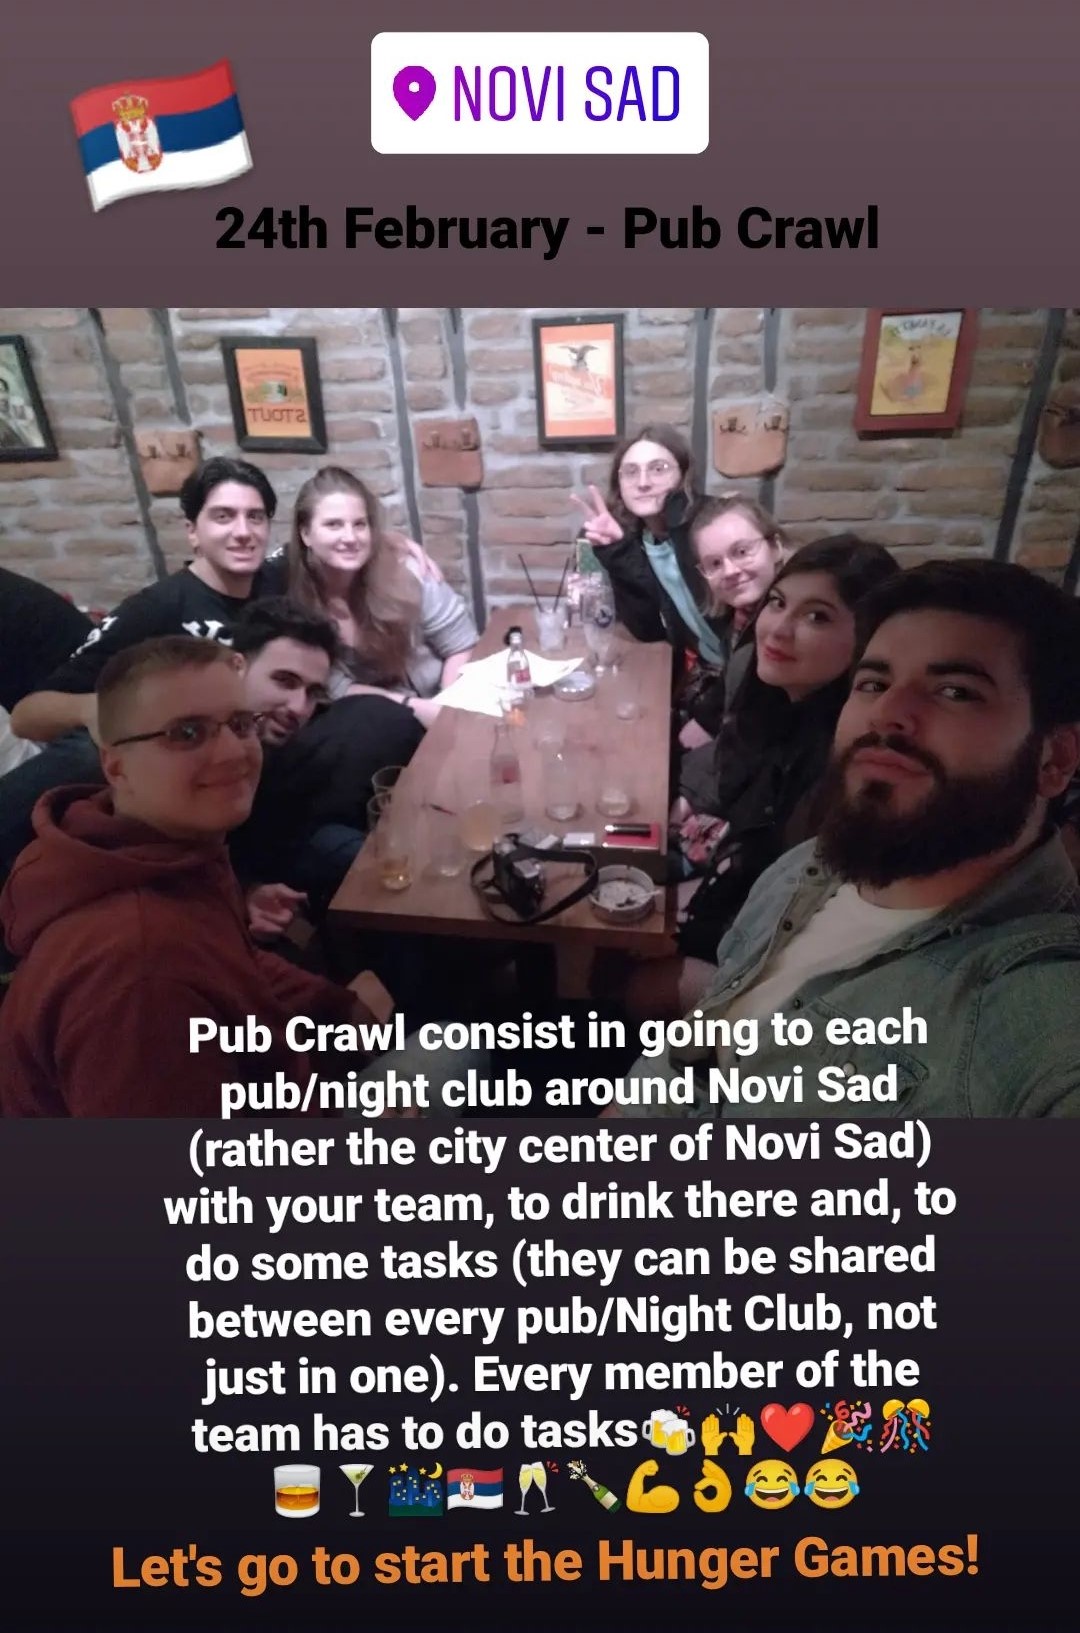 NOVI SAD
24th February - Pub Crawl
STOUT
Pub Crawl consist in going to each
pub/night club around Novi Sad
(rather the city center of Novi Sad)
with your team, to drink there and, to
do some tasks (they can be shared
between every pub/Night Club, not
just in one). Every member of the
team has to do tasks🍻🙌❤️🎉🎊
🥃🍸🌃🇷🇸🥂🍾💪👌😂😂
Let's go to start the Hunger Games!